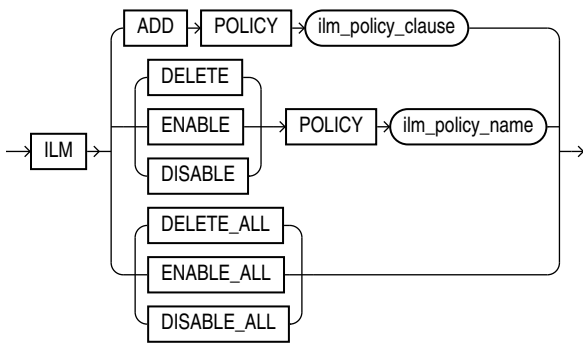 ADD POLICY ilm_policy_clause
DELETE
ILM ENABLE POLICY ilm_policy_name
DISABLE
DELETE_ALL
ENABLE_ALL
DISABLE_ALL